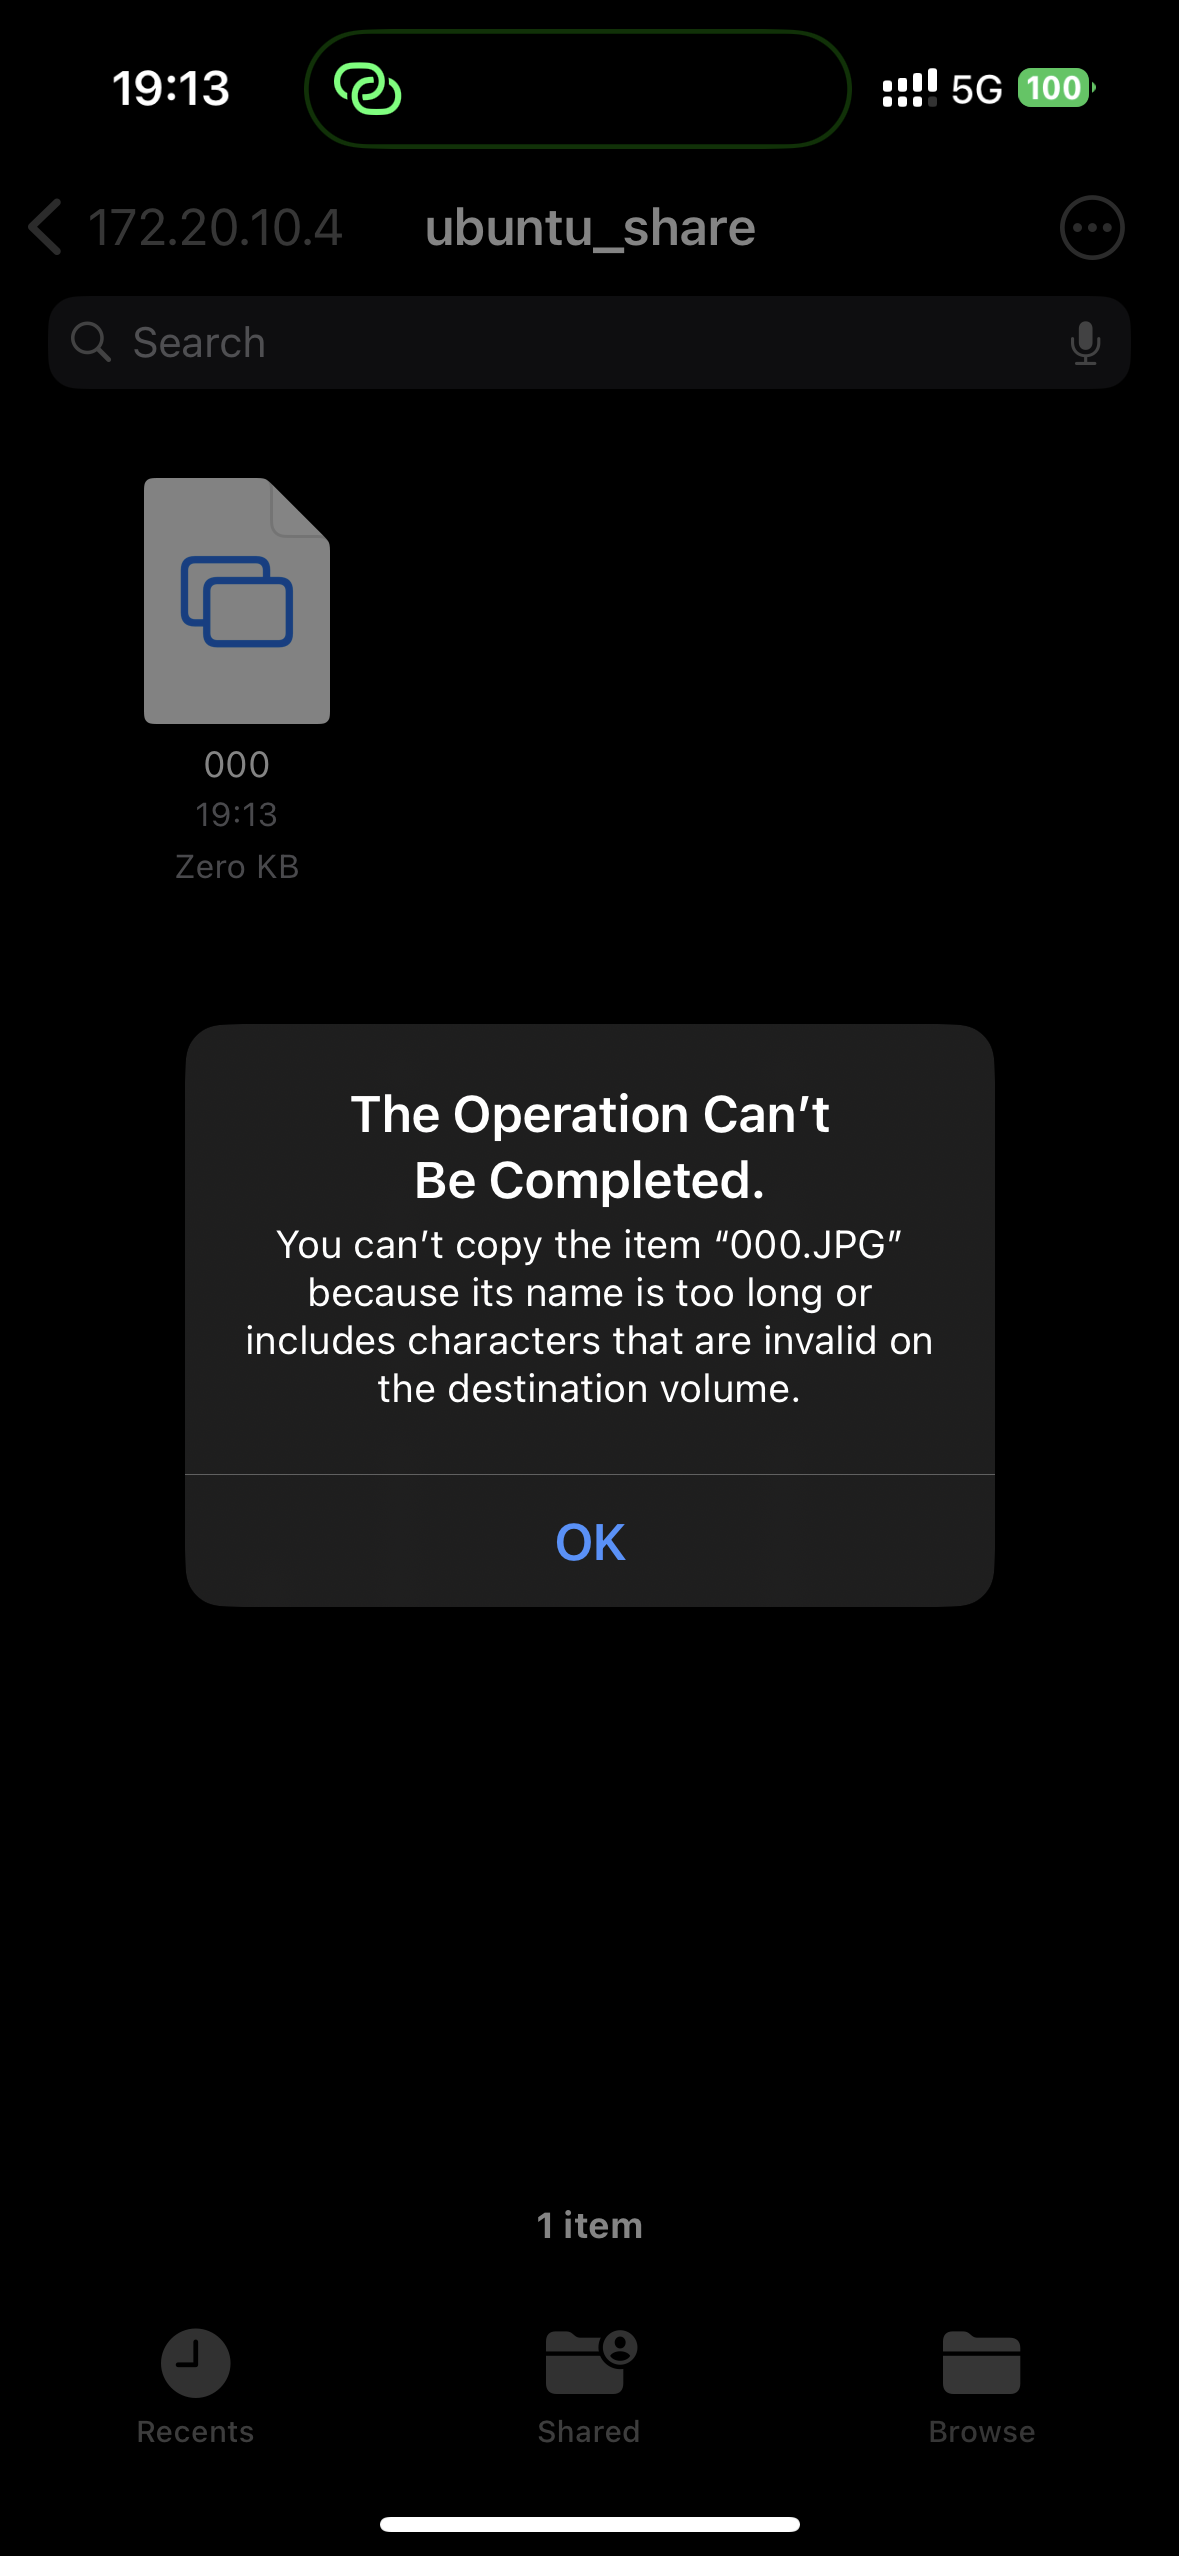 19:13
5G
100
172.20.10.4
ubuntu_share
Search
000
19:13
Zero KB
The Operation Can’t
Be Completed.
You can’t copy the item “000.JPG”
because its name is too long or
includes characters that are invalid on
the destination volume.
OK
1 item
Recents
Shared
Browse